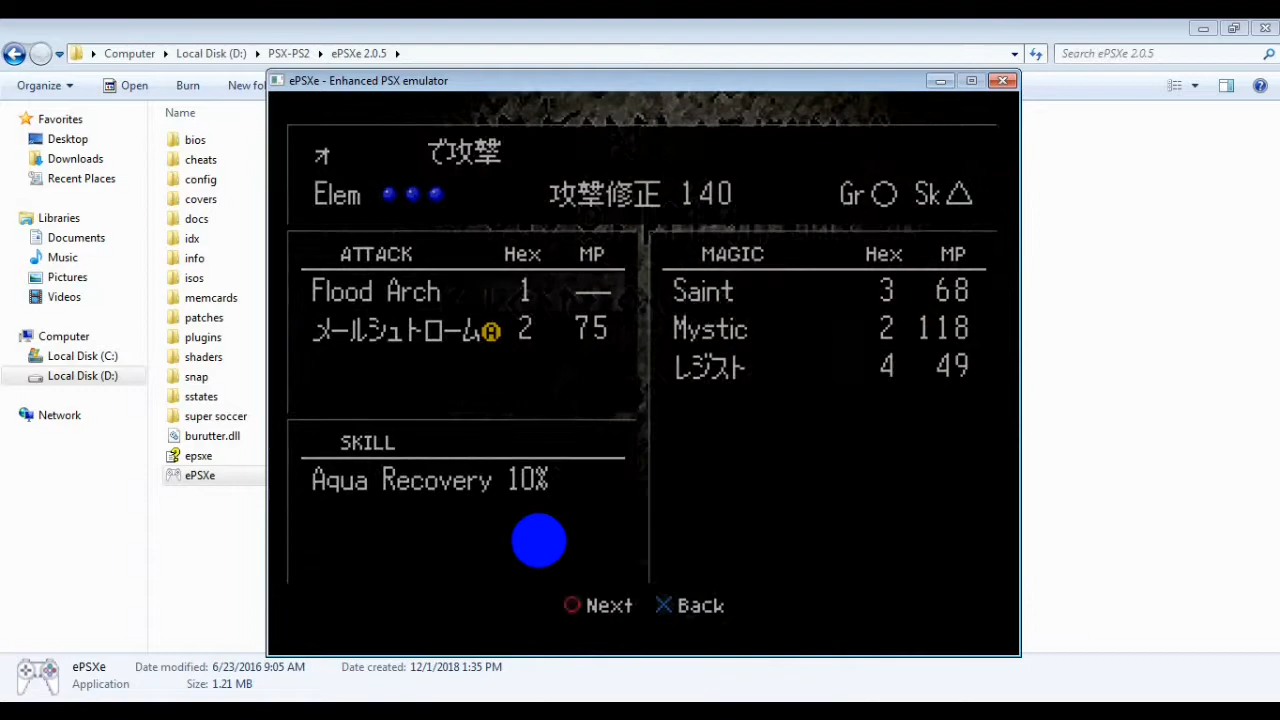 Computer
Local Disk (D:)
PSX-PS2
ePSXe 2.0.5
Search ePSXe 2.0.5
Organize
Open
Burn
New fo
ePSXe - Enhanced PSX emulator
Favorites
Desktop
Downloads
Recent Places
Libraries
Documents
Music
Pictures
Videos
Computer
Local Disk (C:)
Local Disk (D:)
Network
Name
bios
cheats
config
covers
docs
idx
info
isos
memcards
patches
plugins
shaders
snap
sstates
super soccer
burutter.dll
epsxe
ePSXe
オ で攻撃
Elem 攻撃修正 140 Gr○ Sk△
ATTACK Hex MP
Flood Arch 1 ―
メールシュトロームA 2 75
SKILL
Aqua Recovery 10%
MAGIC Hex MP
Saint 3 68
Mystic 2 118
レジスト 4 49
Next Back
ePSXe Date modified: 6/23/2016 9:05 AM Date created: 12/1/2018 1:35 PM
Application Size: 1.21 MB